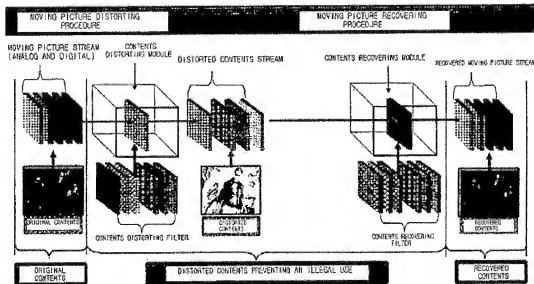 MOVING PICTURE DISTORTING
PROCEDURE
MOVING PICTURE RECOVERING
PROCEDURE
MOVING PICTURE STREAM
(ANALOG AND DIGITAL)
CONTENTS
DISTORTING MODULE
DISTORTED CONTENTS STREAM
CONTENTS RECOVERING MODULE
RECOVERED MOVING PICTURE STREAM
ORIGINAL CONTENTS
CONTENTS
RECOVERED
CONTENTS
CONTENTS DISTORTING FILTER
CONTENTS RECOVERING
FILTER
ORIGINAL
CONTENTS
DISTORTED CONTENTS PREVENTING AN ILLEGAL USE
RECOVERED
CONTENTS